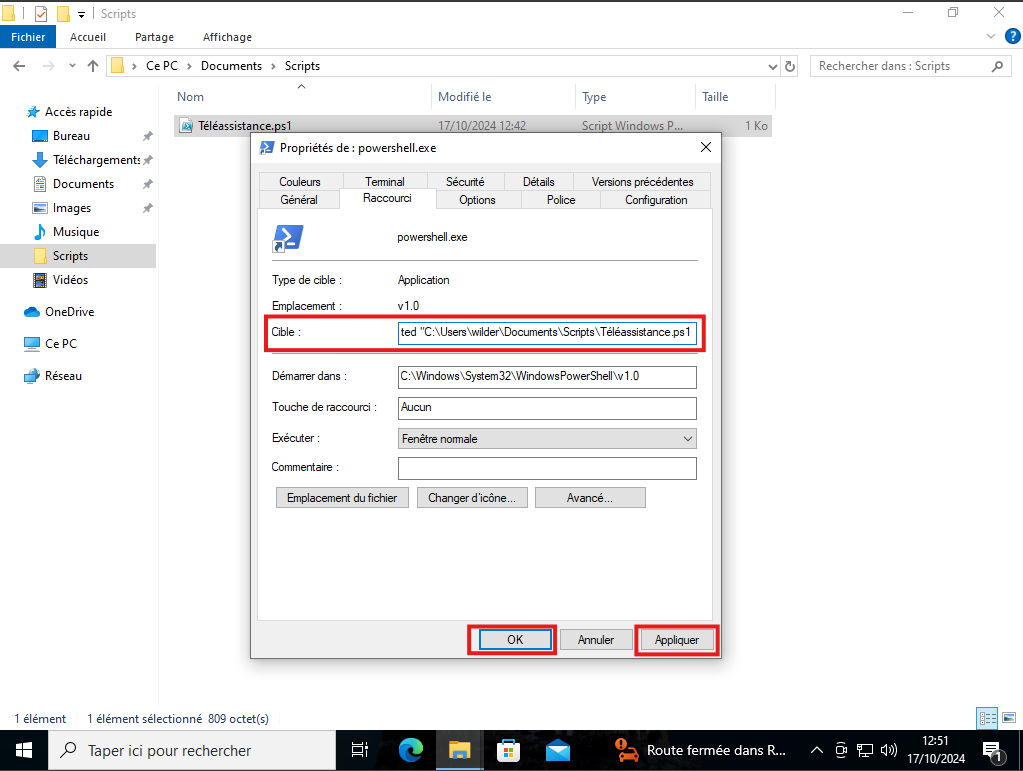 Scripts
Fichier
Accueil
Partage
Affichage
Ce PC > Documents > Scripts
Rechercher dans : Scripts
Nom
Modifié le
Type
Taille
Téléassistance.ps1
17/10/2024 12:42
Script Windows P...
1 Ko
Accès rapide
Bureau
Téléchargements
Documents
Images
Musique
Scripts
Vidéos
OneDrive
Ce PC
Réseau
Propriétés de : powershell.exe
Couleurs
Terminal
Sécurité
Détails
Versions précédentes
Général
Raccourci
Options
Police
Configuration
powershell.exe
Type de cible :
Application
Emplacement :
v1.0
Cible :
ted "C:\Users\wilder\Documents\Scripts\Téléassistance.ps1
Démarrer dans :
C:\Windows\System32\WindowsPowerShell\v1.0
Touche de raccourci :
Aucun
Exécuter :
Fenêtre normale
Commentaire :
Emplacement du fichier
Changer d'icône...
Avancé...
OK
Annuler
Appliquer
1 élément
1 élément sélectionné 809 octet(s)
Taper ici pour rechercher
Route fermée dans R...
12:51
17/10/2024
1